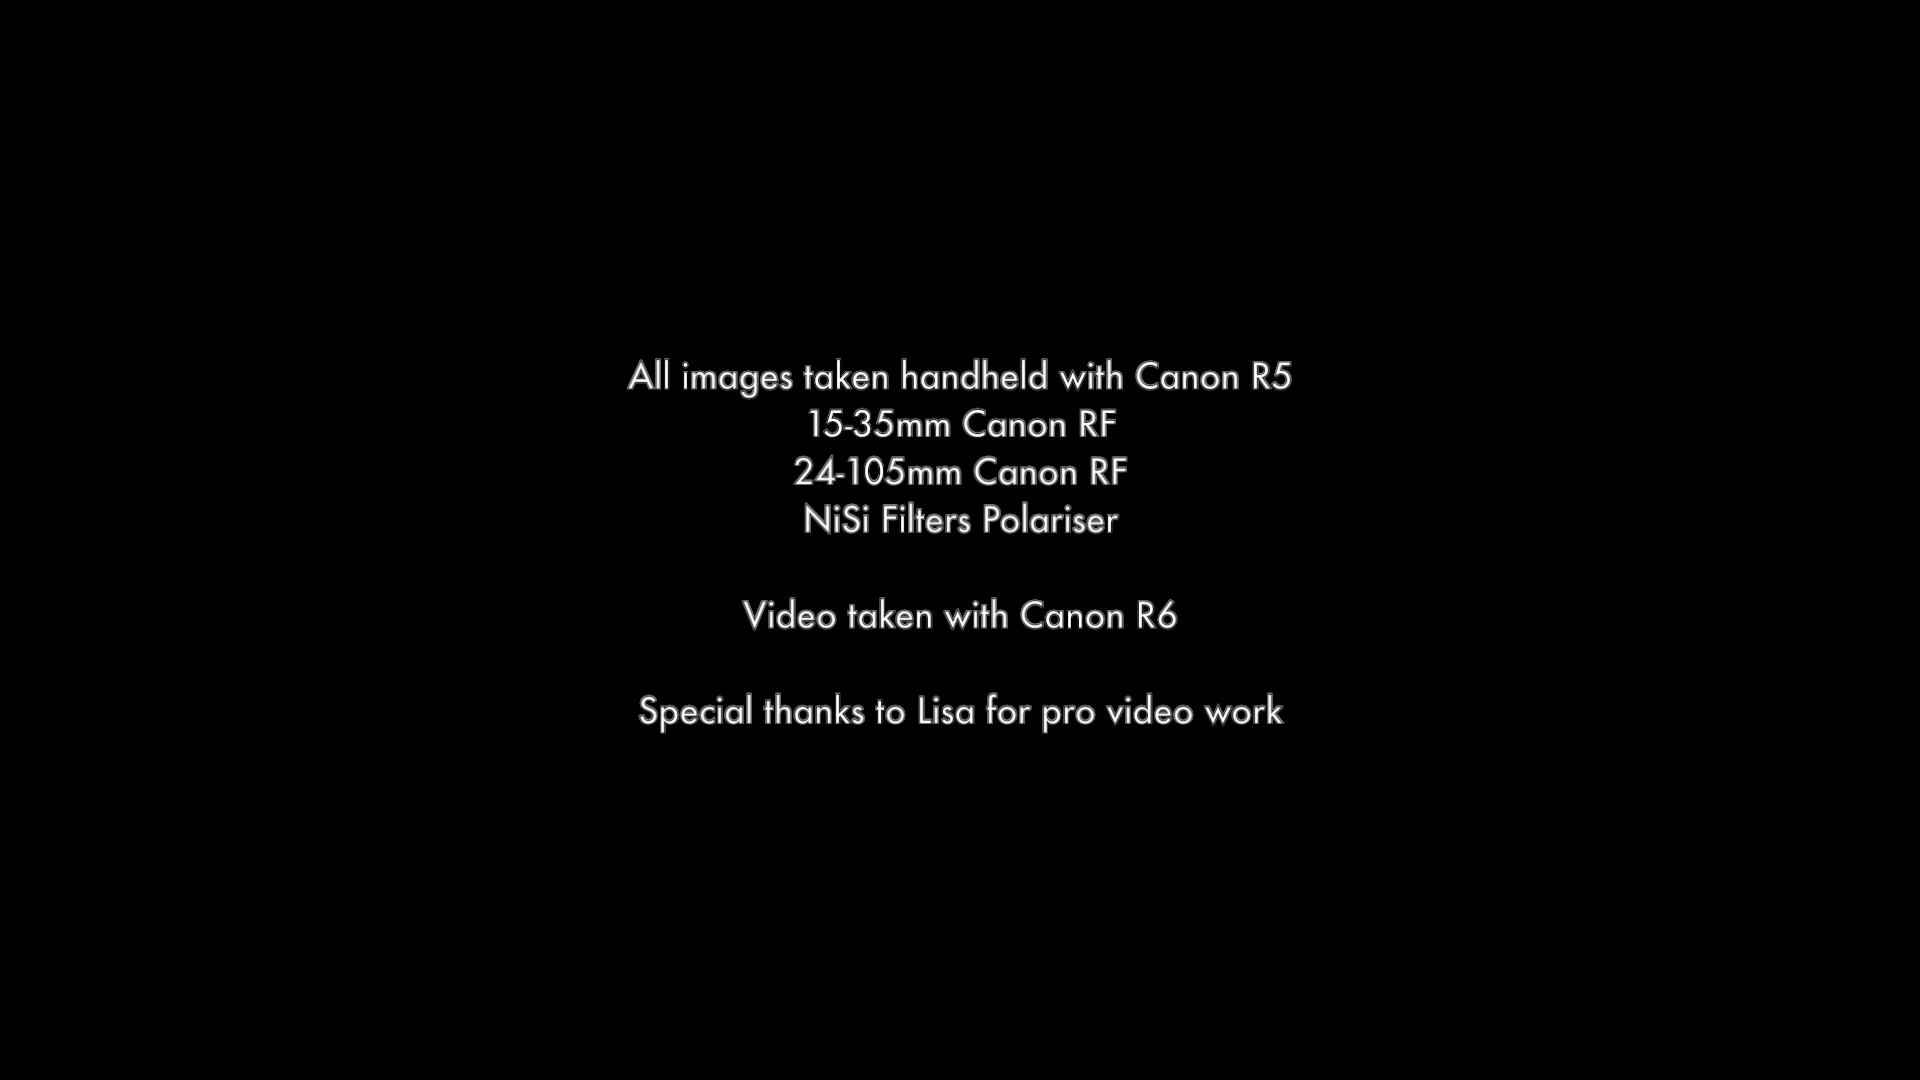 All images taken handheld with Canon R5
15-35mm Canon RF
24-105mm Canon RF
NiSi Filters Polariser
Video taken with Canon R6
Special thanks to Lisa for pro video work